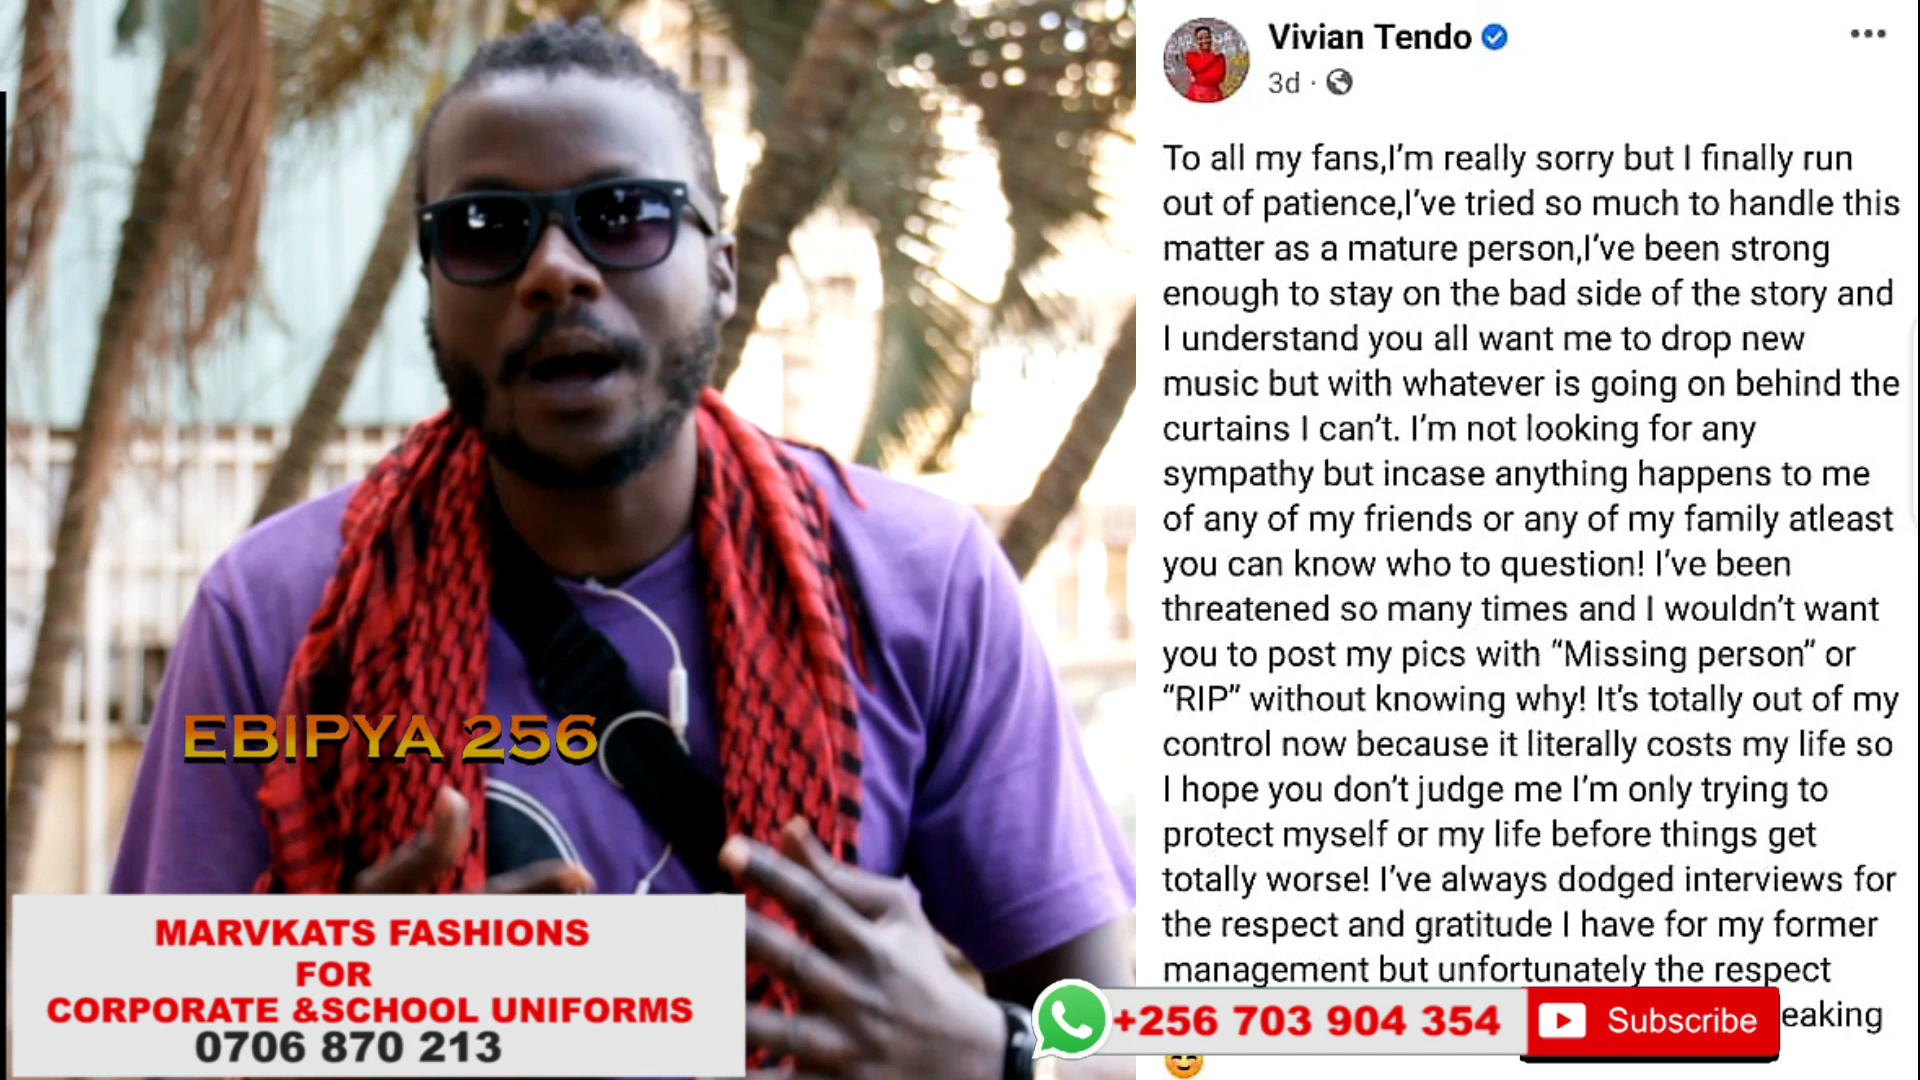 Vivian Tendo
3d ·
To all my fans,I'm really sorry but I finally run
out of patience,I've tried so much to handle this
matter as a mature person,I've been strong
enough to stay on the bad side of the story and
I understand you all want me to drop new
music but with whatever is going on behind the
curtains I can't. I'm not looking for any
sympathy but incase anything happens to me
of any of my friends or any of my family atleast
you can know who to question! I've been
threatened so many times and I wouldn't want
you to post my pics with “Missing person” or
“RIP” without knowing why! It's totally out of my
control now because it literally costs my life so
I hope you don't judge me I'm only trying to
protect myself or my life before things get
totally worse! I've always dodged interviews for
the respect and gratitude I have for my former
management but unfortunately the respect
eaking
EBIPYA 256
MARVKATS FASHIONS
FOR
CORPORATE &SCHOOL UNIFORMS
0706 870 213
+256 703 904 354
Subscribe